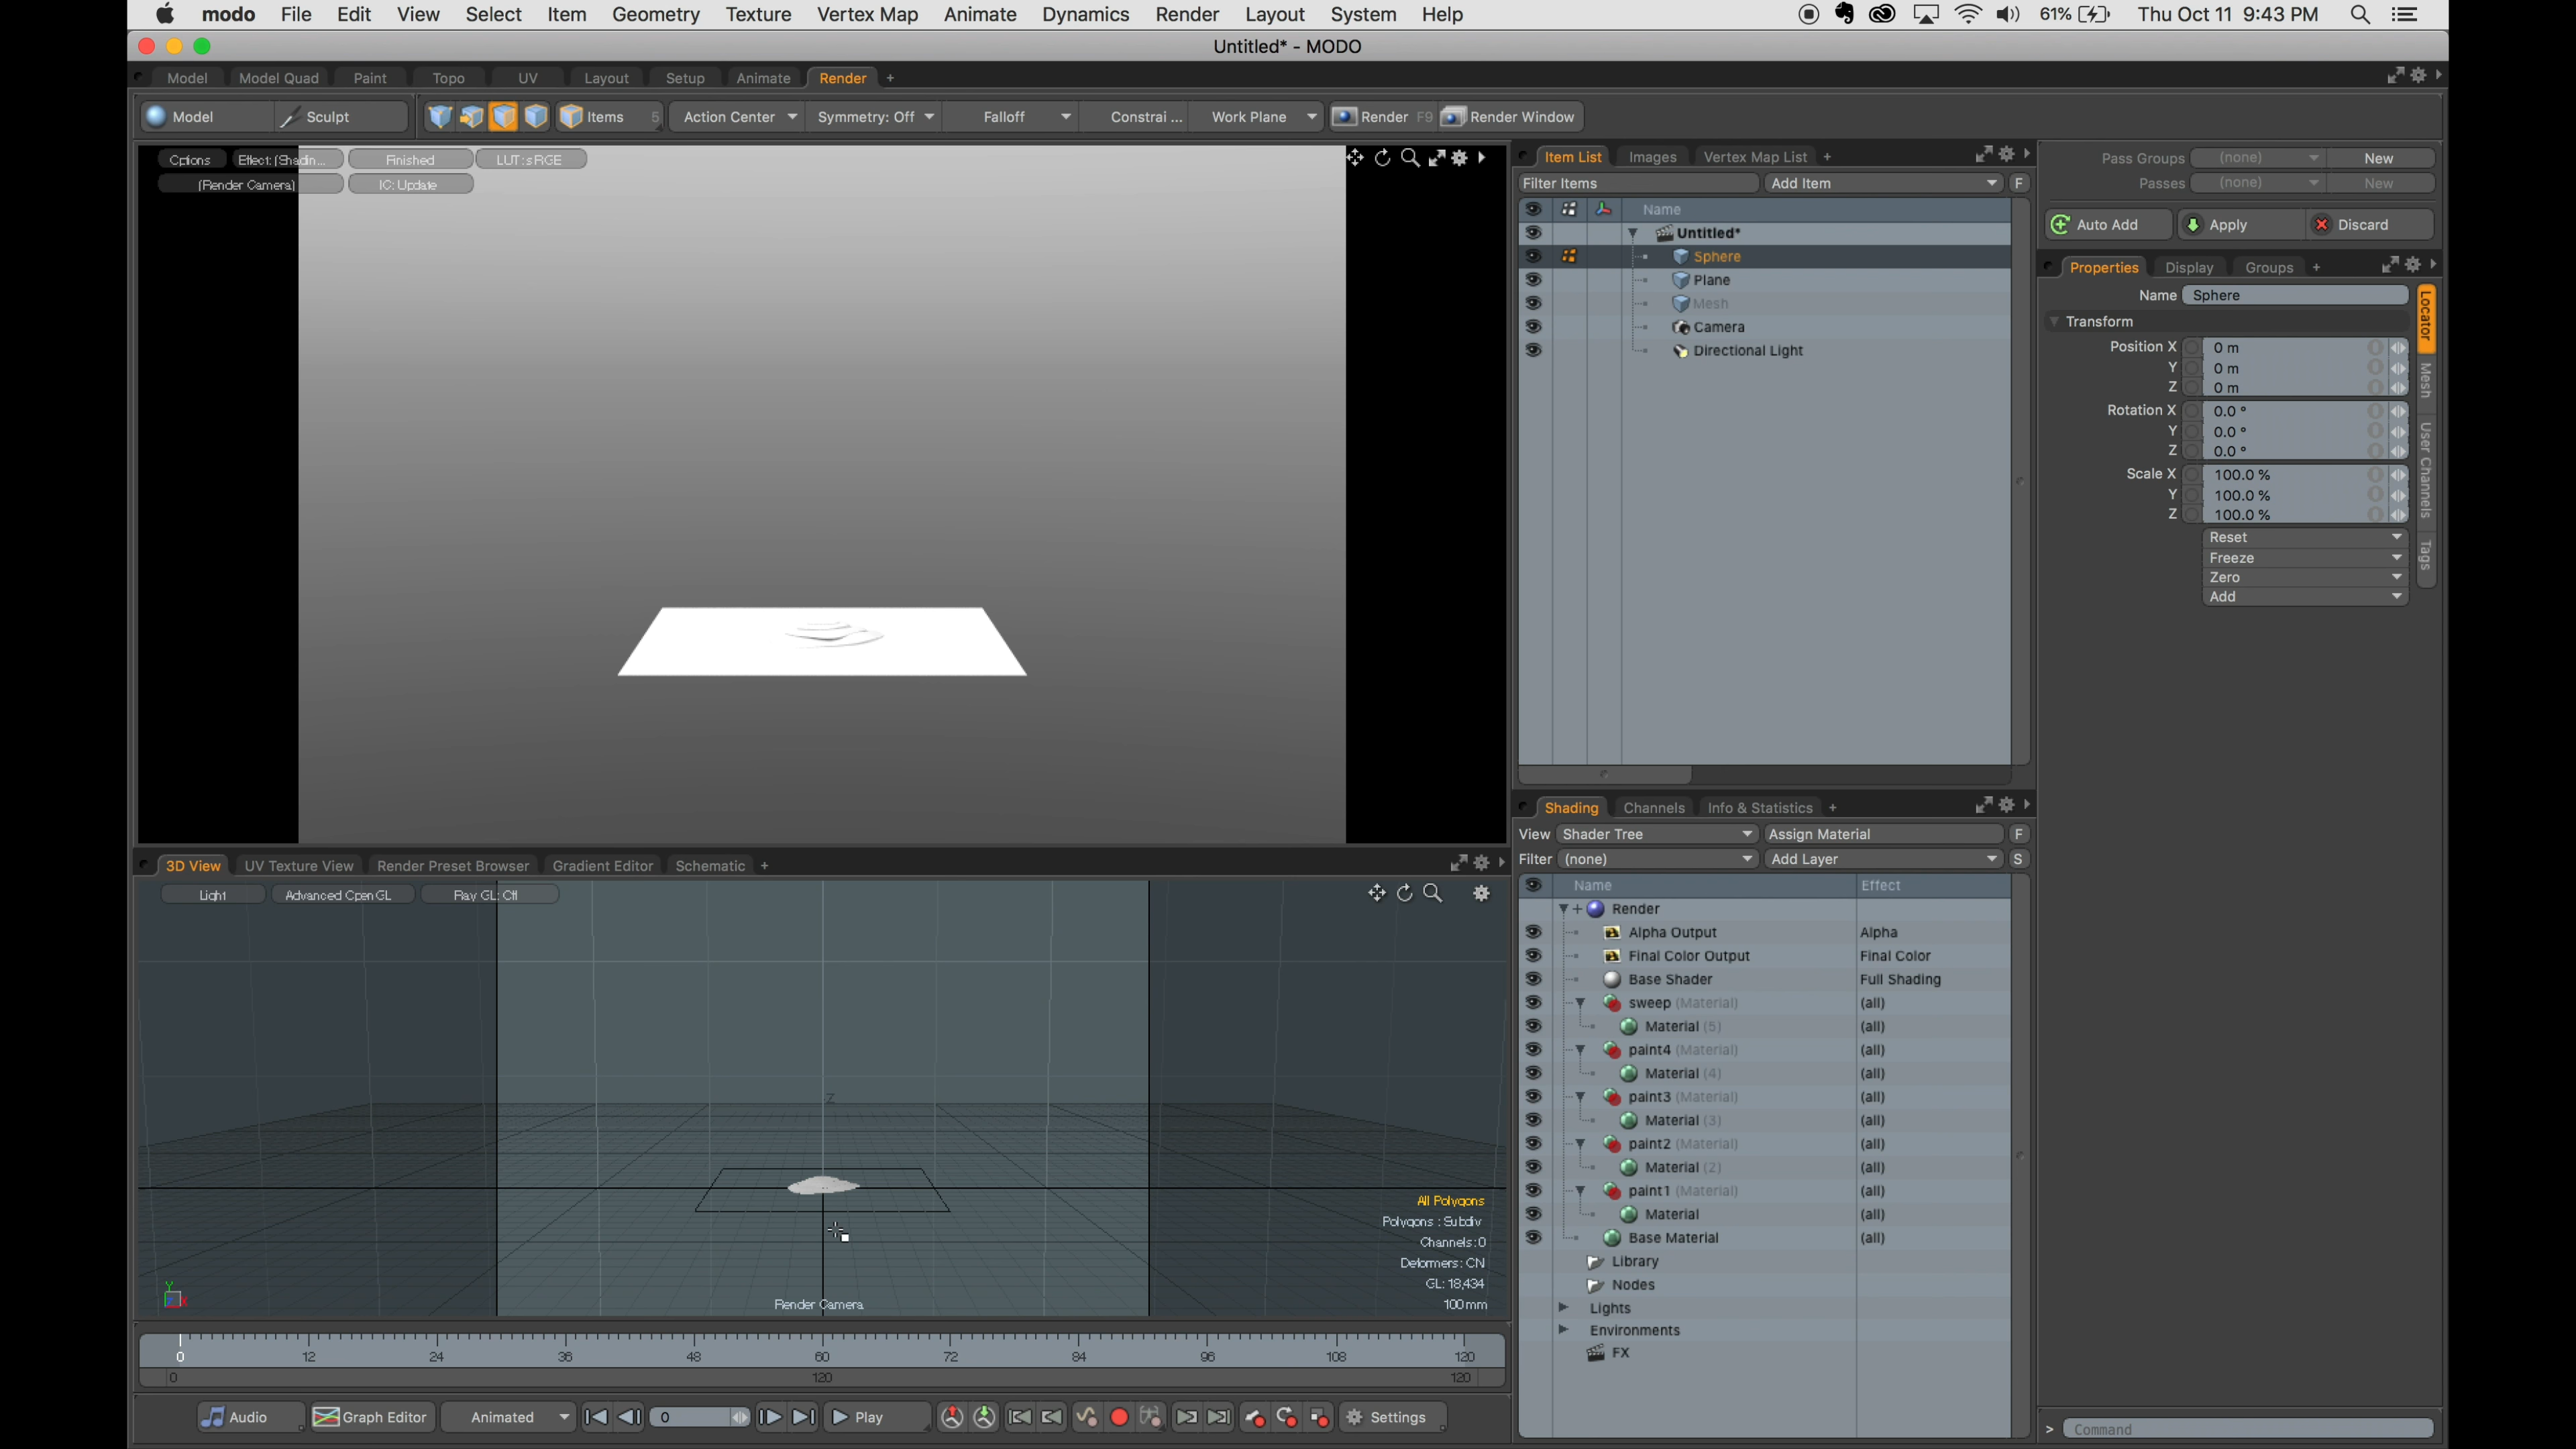 modo File Edit View Select Item Geometry Texture Vertex Map Animate Dynamics Render Layout System Help 61% Thu Oct 11 9:43 PM
Untitled* - MODO
Model Model Quad Paint Topo UV Layout Setup Animate Render +
Model Sculpt Items 5 Action Center Symmetry: Off Falloff Constrai ... Work Plane Render F9 Render Window
Options Effect: (Shadin... Finished LUT: sRGB
(Render Camera) IC: Update
Item List Images Vertex Map List +
Filter Items Add Item F
Name
Untitled*
Sphere
Plane
Mesh
Camera
Directional Light
Pass Groups (none) New
Passes (none) New
Auto Add Apply Discard
Properties Display Groups +
Name Sphere
Transform
Position X 0 m
Y 0 m
Z 0 m
Rotation X 0.0 °
Y 0.0 °
Z 0.0 °
Scale X 100.0 %
Y 100.0 %
Z 100.0 %
Reset
Freeze
Zero
Add
Locator
Mesh
User Channels
Tags
Shading Channels Info & Statistics +
View Shader Tree Assign Material F
Filter (none) Add Layer S
Name Effect
+ Render
Alpha Output Alpha
Final Color Output Final Color
Base Shader Full Shading
sweep (Material) (all)
Material (5) (all)
paint4 (Material) (all)
Material (4) (all)
paint3 (Material) (all)
Material (3) (all)
paint2 (Material) (all)
Material (2) (all)
paint1 (Material) (all)
Material (all)
Base Material (all)
Library
Nodes
Lights
Environments
FX
3D View UV Texture View Render Preset Browser Gradient Editor Schematic +
Light Advanced OpenGL Ray GL: Off
Z
All Polygons
Polygons : Subdiv
Channels: 0
Deformers: ON
GL: 18,434
100 mm
Y
X
Render Camera
0 12 24 36 48 60 72 84 96 108 120
0 120 120
Audio Graph Editor Animated 0 Play Settings
> Command